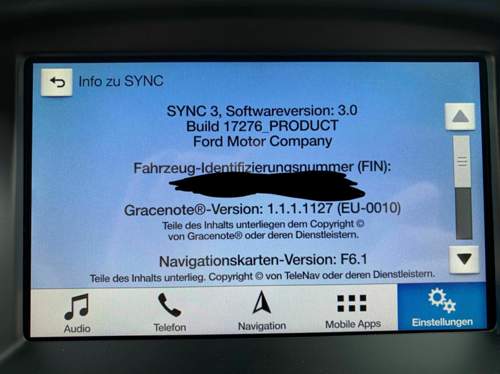 Info zu SYNC
SYNC 3, Softwareversion: 3.0
Build 17276_PRODUCT
Ford Motor Company
Fahrzeug-Identifizierungsnummer (FIN):
Gracenote®-Version: 1.1.1.1127 (EU-0010)
Teile des Inhalts unterliegen dem Copyright ©
von Gracenote® oder deren Dienstleistern.
Navigationskarten-Version: F6.1
Teile des Inhalts unterlieg. Copyright © von TeleNav oder deren Dienstleistern.
Audio
Telefon
Navigation
Mobile Apps
Einstellungen